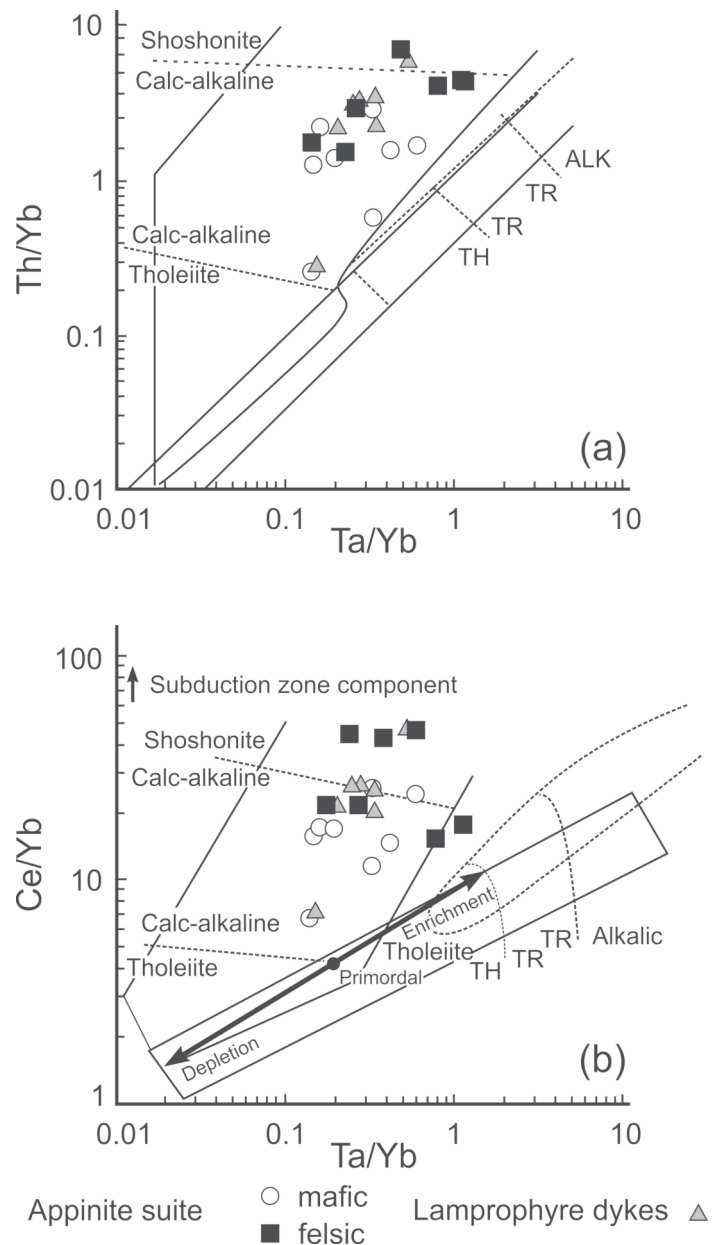 10
Shoshonite
Calc-alkaline
1
ALK
TR
TR
Calc-alkaline
TH
Tholeiite
Th/Yb
0.1
(a)
0.01
0.01
0.1
1
10
Ta/Yb
100
Subduction zone component
Shoshonite
Calc-alkaline
Ce/Yb
10
Enrichment
Calc-alkaline
Tholeiite
TR
Alkalic
Tholeiite
TH
TR
Primordal
Depletion
(b)
1
0.01
0.1
1
10
Ta/Yb
Appinite suite
mafic
felsic
Lamprophyre dykes